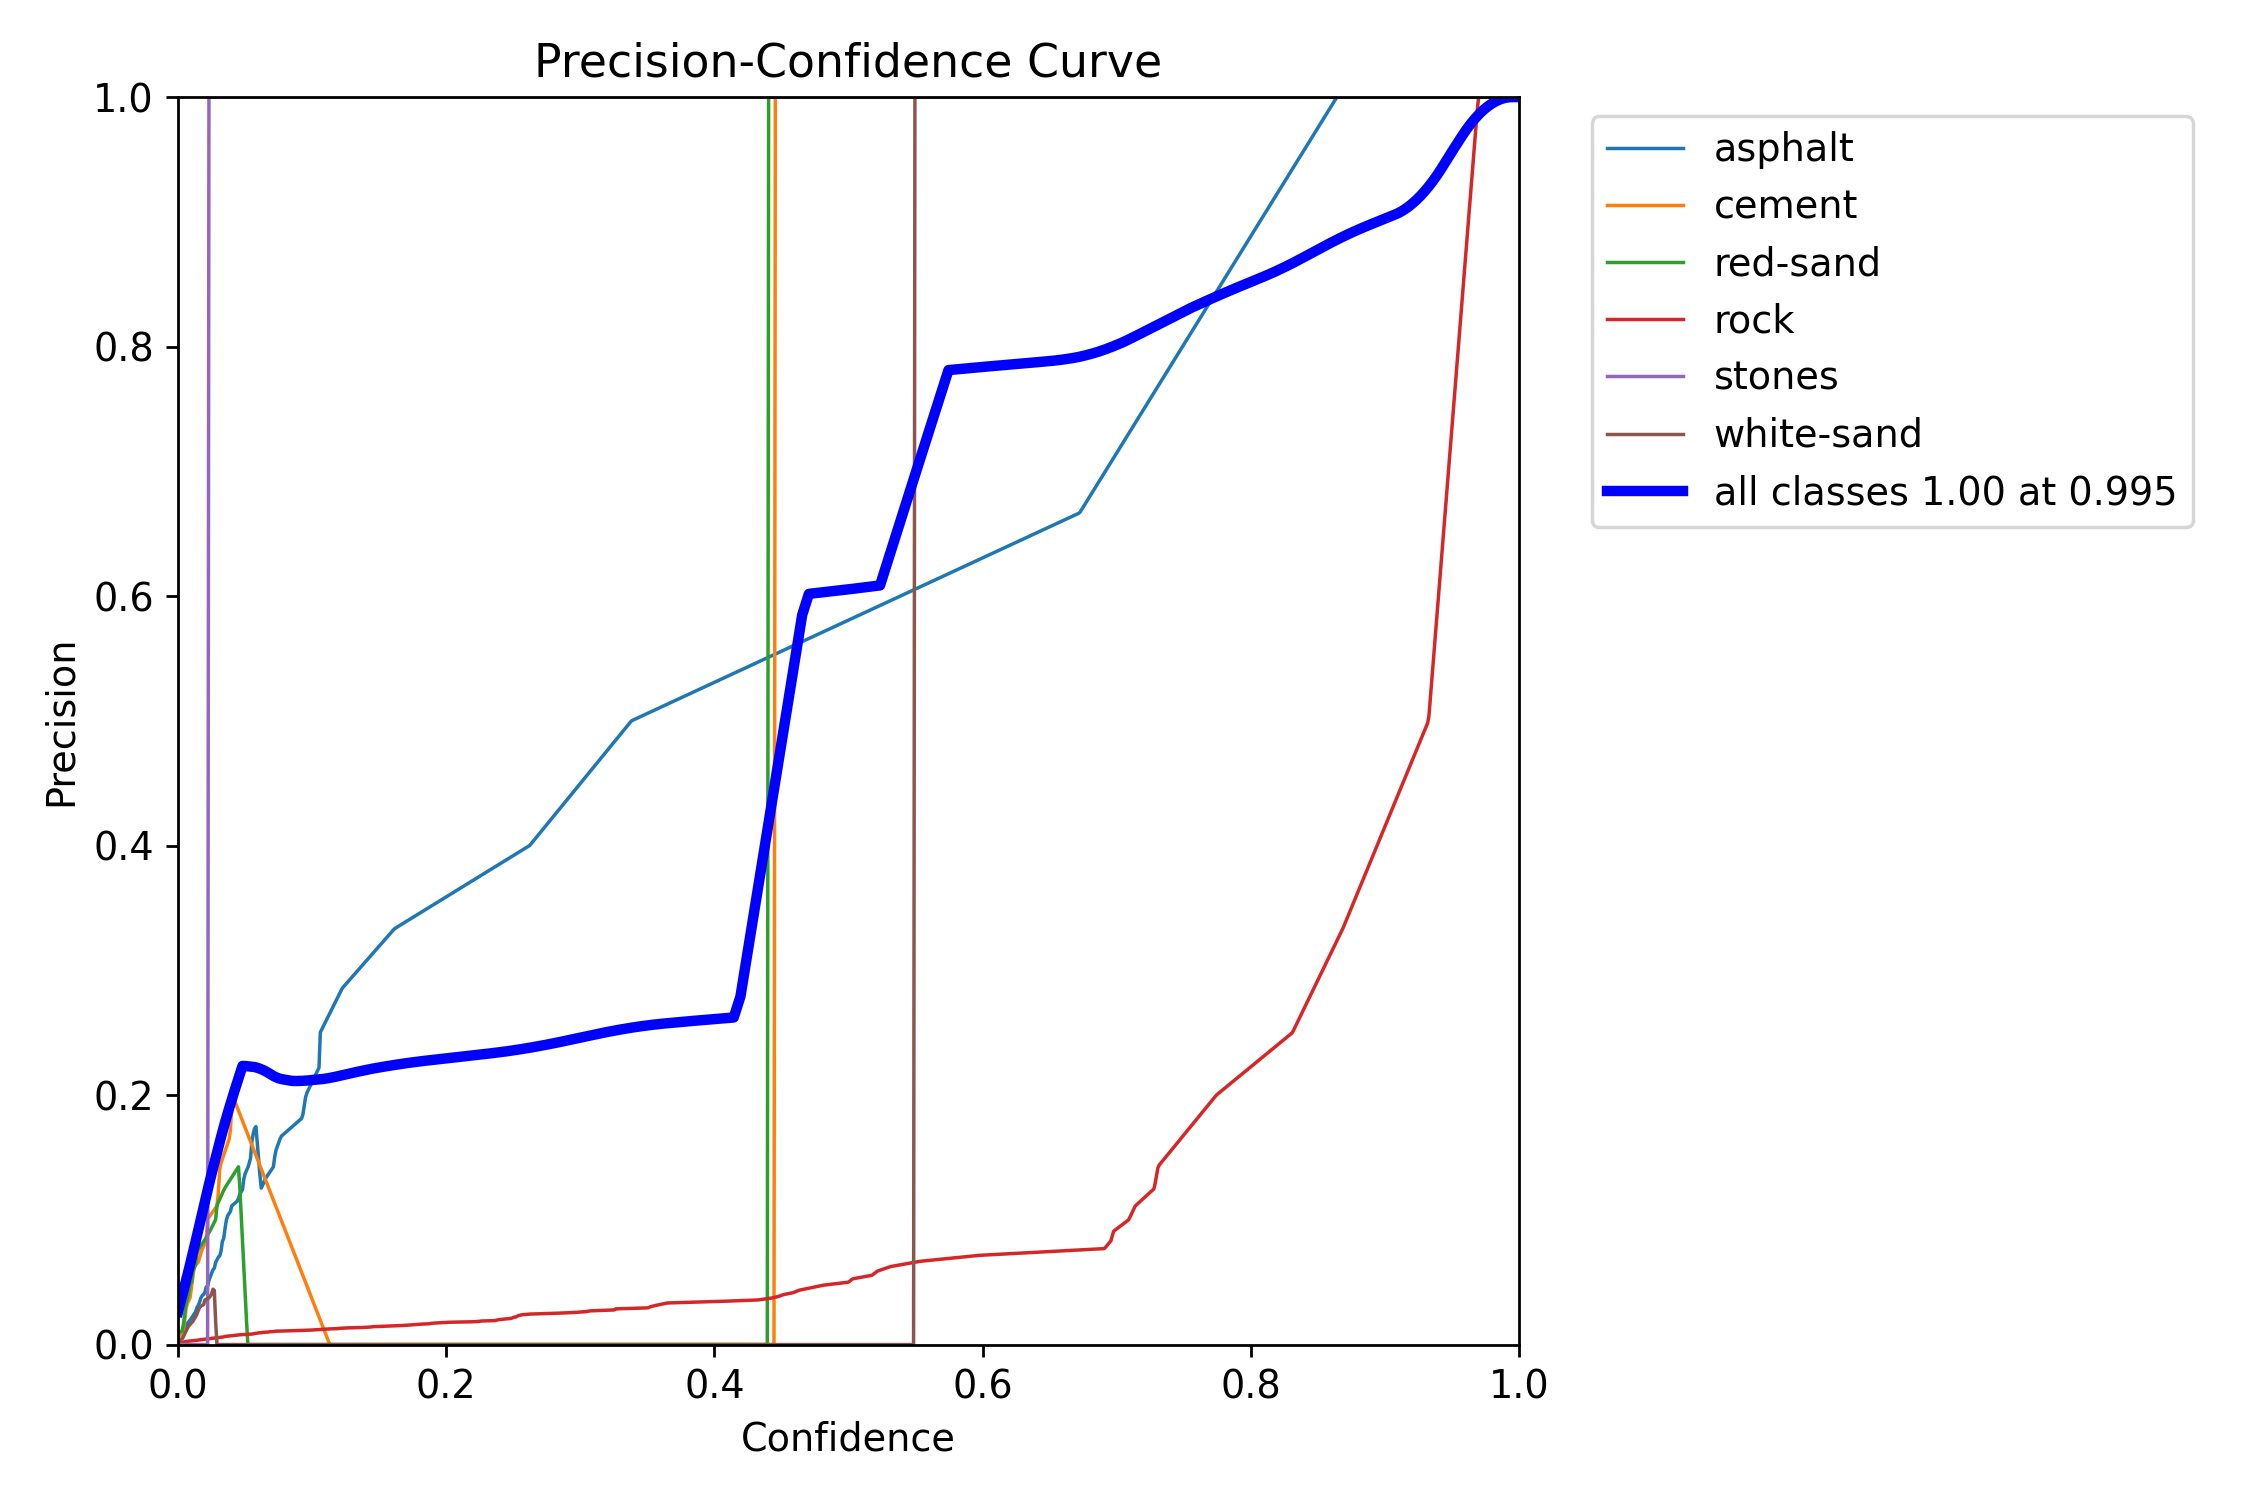 Precision-Confidence Curve
1.0
0.8
0.6
0.4
0.2
0.0
Precision
0.0 0.2 0.4 0.6 0.8 1.0
Confidence
asphalt
cement
red-sand
rock
stones
white-sand
all classes 1.00 at 0.995